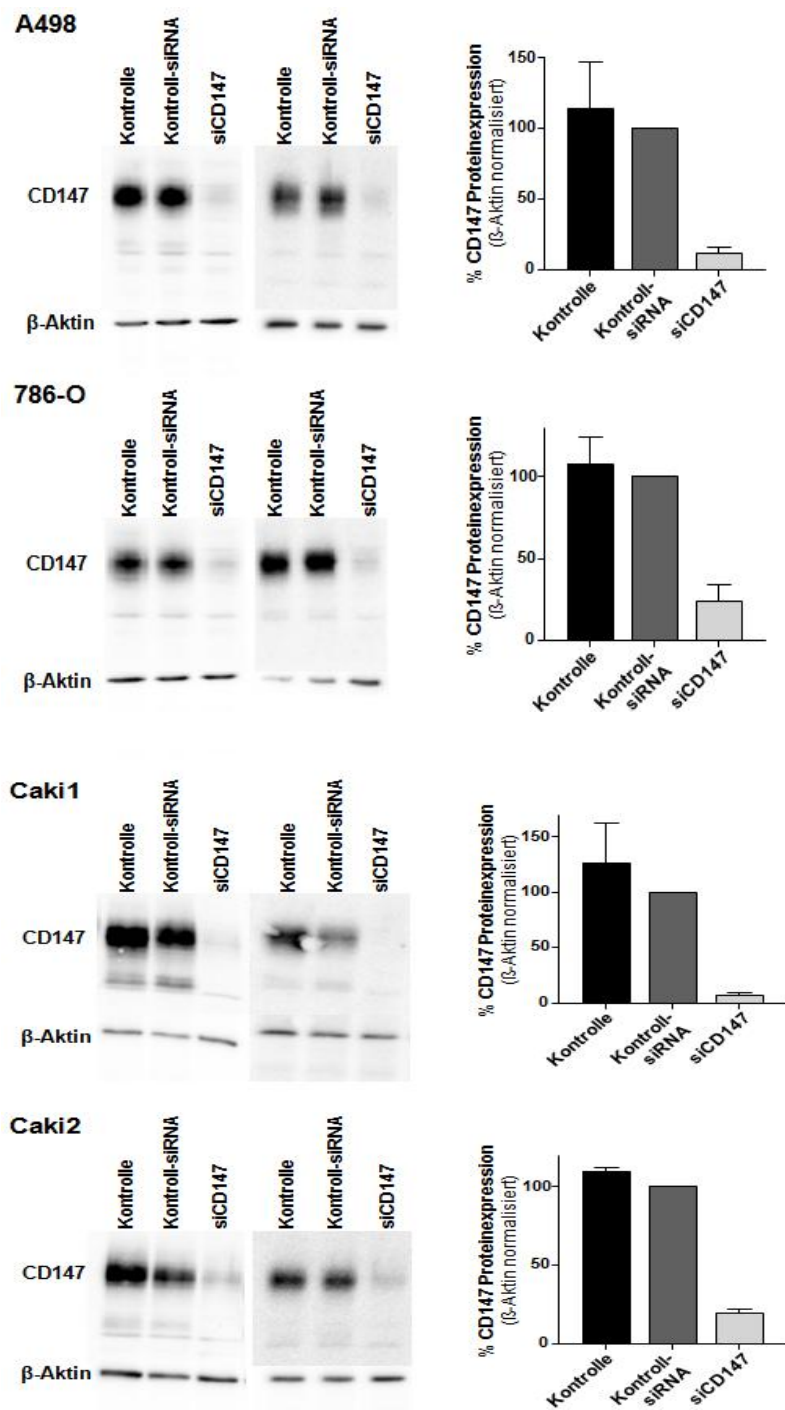 A498
Kontrolle
Kontroll-siRNA
siCD147
Kontrolle
Kontroll-siRNA
siCD147
CD147
β-Aktin
% CD147 Proteinexpression
(ß-Aktin normalisiert)
150
100
50
0
Kontrolle
Kontroll-
siRNA
siCD147
786-O
Kontrolle
Kontroll-siRNA
siCD147
Kontrolle
Kontroll-siRNA
siCD147
CD147
β-Aktin
% CD147 Proteinexpression
(ß-Aktin normalisiert)
100
50
0
Kontrolle
Kontroll-
siRNA
siCD147
Caki1
Kontrolle
Kontroll-siRNA
siCD147
Kontrolle
Kontroll-siRNA
siCD147
CD147
β-Aktin
% CD147 Proteinexpression
(ß-Aktin normalisiert)
150
100
50
0
Kontrolle
Kontroll-
siRNA
siCD147
Caki2
Kontrolle
Kontroll-siRNA
siCD147
Kontrolle
Kontroll-siRNA
siCD147
CD147
β-Aktin
% CD147 Proteinexpression
(ß-Aktin normalisiert)
100
50
0
Kontrolle
Kontroll-
siRNA
siCD147